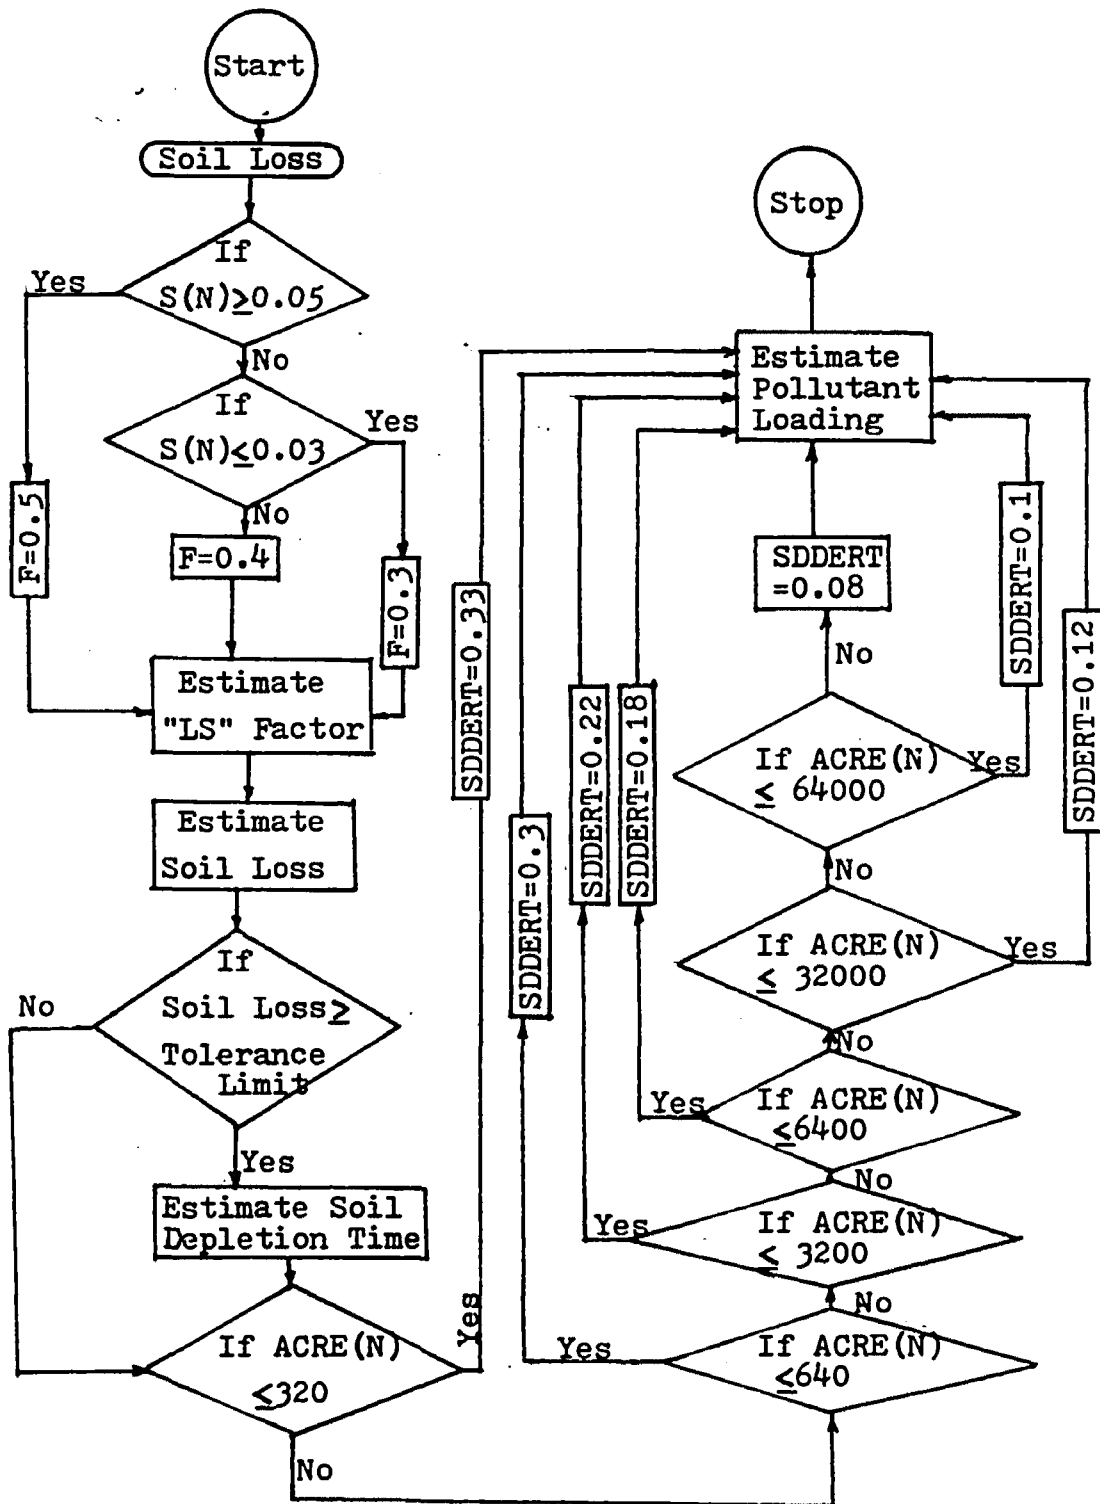 Start
Soil Loss
If
S(N)≥0.05
Yes
No
If
S(N)≤0.03
Yes
No
F=0.5
F=0.4
F=0.3
Estimate
"LS" Factor
Estimate
Soil Loss
If
Soil Loss≥
Tolerance
Limit
No
Yes
Estimate Soil
Depletion Time
If ACRE(N)
≤320
Yes
No
SDDERT=0.33
If ACRE(N)
≤640
Yes
No
SDDERT=0.3
If ACRE(N)
≤ 3200
Yes
No
SDDERT=0.22
If ACRE(N)
≤6400
Yes
No
SDDERT=0.18
If ACRE(N)
≤ 32000
Yes
No
SDDERT=0.12
If ACRE(N)
≤ 64000
Yes
No
SDDERT=0.1
SDDERT
=0.08
Estimate
Pollutant
Loading
Stop